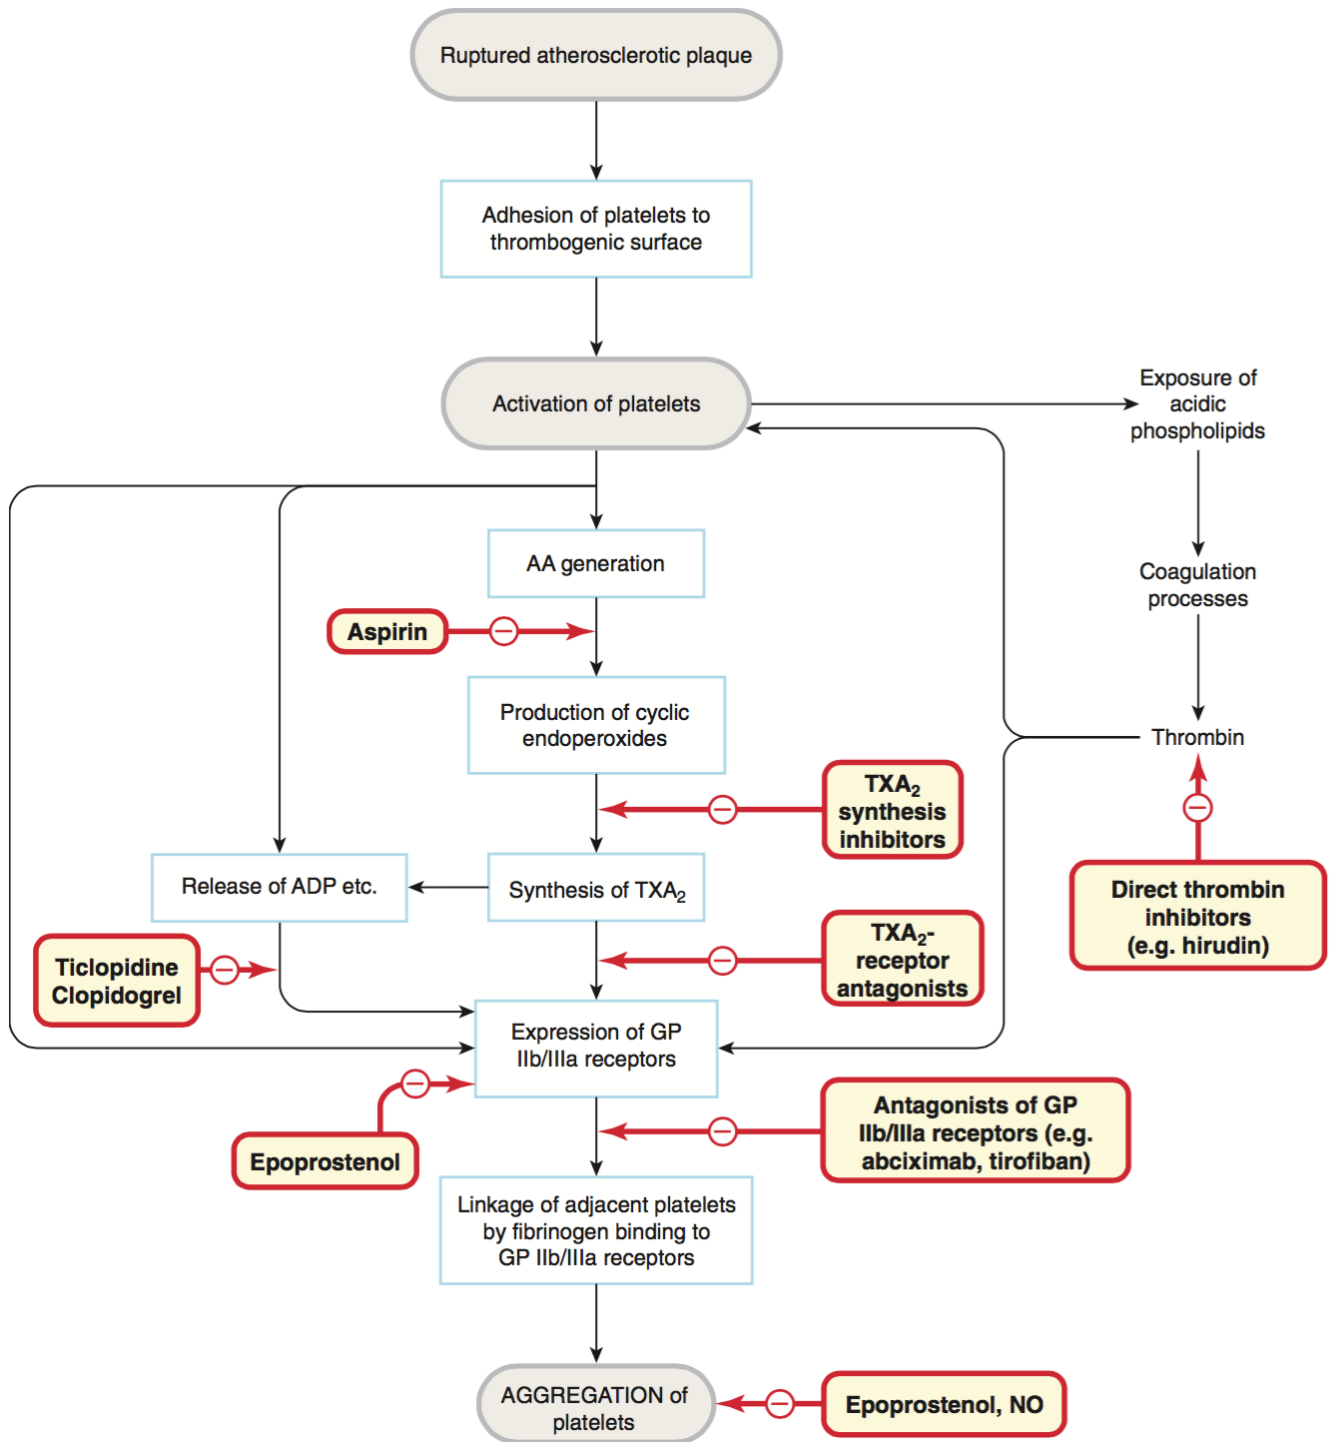 Ruptured atherosclerotic plaque
Adhesion of platelets to
thrombogenic surface
Activation of platelets
Exposure of
acidic
phospholipids
AA generation
Coagulation
processes
Aspirin
Production of cyclic
endoperoxides
Thrombin
TXA₂
synthesis
inhibitors
Release of ADP etc.
Synthesis of TXA₂
Direct thrombin
inhibitors
(e.g. hirudin)
TXA₂-
receptor
antagonists
Ticlopidine
Clopidogrel
Expression of GP
IIb/IIIa receptors
Antagonists of GP
IIb/IIIa receptors (e.g.
abciximab, tirofiban)
Epoprostenol
Linkage of adjacent platelets
by fibrinogen binding to
GP IIb/IIIa receptors
AGGREGATION of
platelets
Epoprostenol, NO